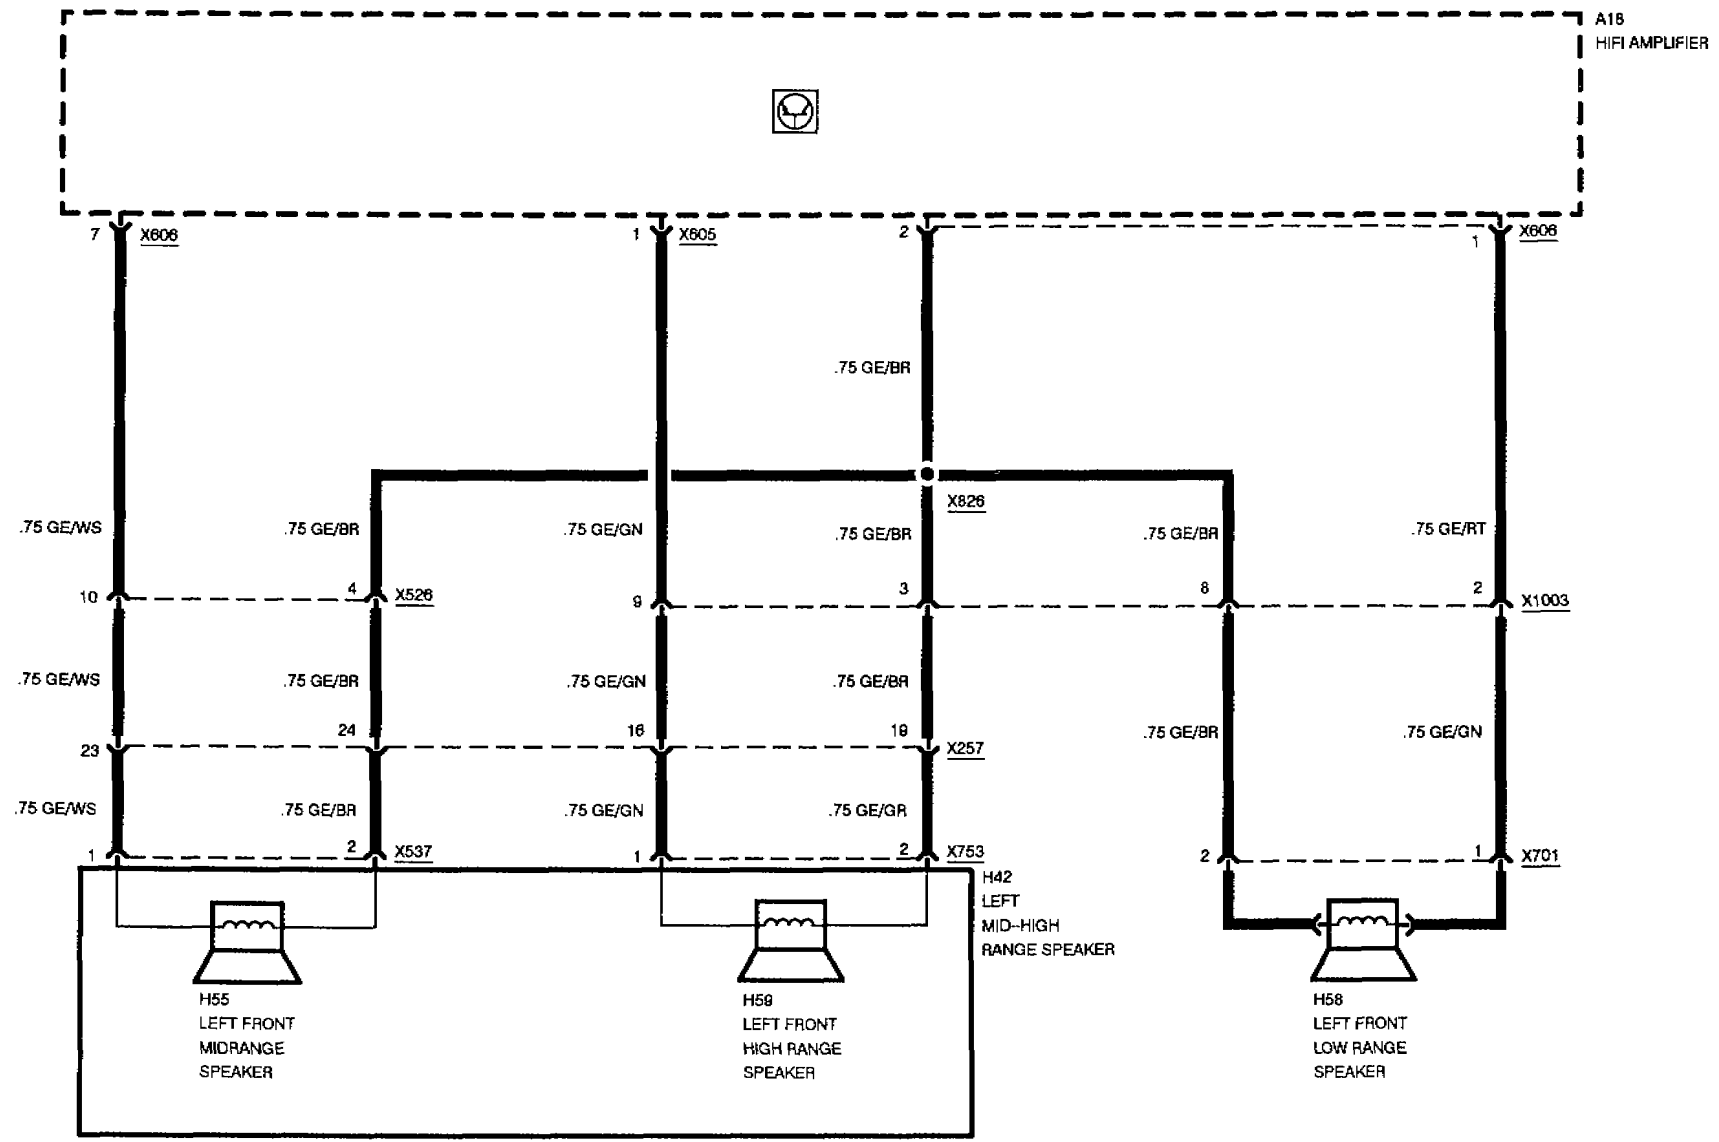 A18
HIFI AMPLIFIER
7 X606 1 X605 2 1 X606
.75 GE/BR
X826
.75 GE/WS .75 GE/BR .75 GE/GN .75 GE/BR .75 GE/BR .75 GE/RT
10 4 X526 9 3 8 2 X1003
.75 GE/WS .75 GE/BR .75 GE/GN .75 GE/BR
.75 GE/BR .75 GE/GN
23 24 16 19 X257
.75 GE/WS .75 GE/BR .75 GE/GN .75 GE/GR
1 2 X537 1 2 X753 2 1 X701
H42
LEFT
MID-HIGH
RANGE SPEAKER
H55
LEFT FRONT
MIDRANGE
SPEAKER
H59
LEFT FRONT
HIGH RANGE
SPEAKER
H58
LEFT FRONT
LOW RANGE
SPEAKER